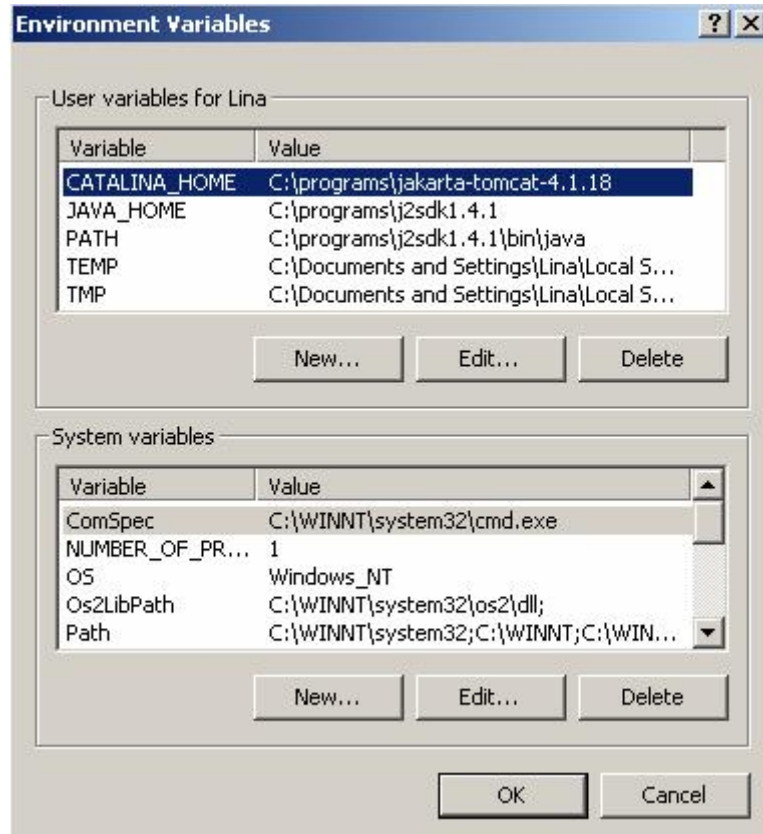 Environment Variables
User variables for Lina
Variable Value
CATALINA_HOME C:\programs\jakarta-tomcat-4.1.18
JAVA_HOME C:\programs\j2sdk1.4.1
PATH C:\programs\j2sdk1.4.1\bin\java
TEMP C:\Documents and Settings\Lina\Local S...
TMP C:\Documents and Settings\Lina\Local S...
New... Edit... Delete
System variables
Variable Value
ComSpec C:\WINNT\system32\cmd.exe
NUMBER_OF_PR... 1
OS Windows_NT
Os2LibPath C:\WINNT\system32\os2\dll;
Path C:\WINNT\system32;C:\WINNT;C:\WIN...
New... Edit... Delete
OK Cancel